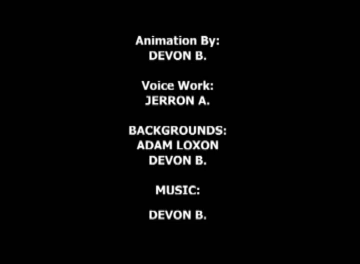 Animation By:
DEVON B.
Voice Work:
JERRON A.
BACKGROUNDS:
ADAM LOXON
DEVON B.
MUSIC:
DEVON B.